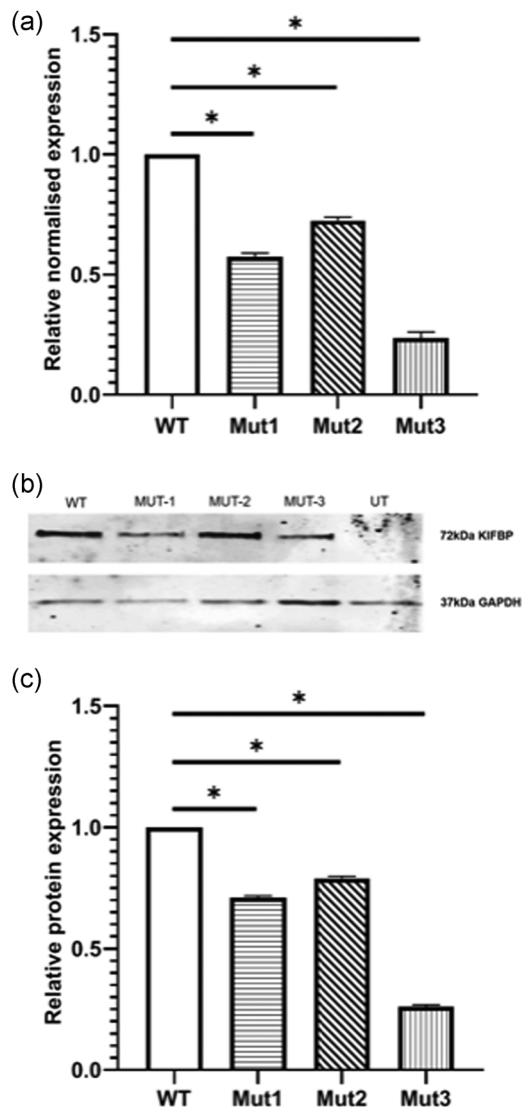 (a)
Relative normalised expression
1.5
1.0
0.5
0.0
*
*
*
WT Mut1 Mut2 Mut3
(b)
WT MUT-1 MUT-2 MUT-3 UT
72kDa KIFBP
37kDa GAPDH
(c)
Relative protein expression
1.5
1.0
0.5
0.0
*
*
*
WT Mut1 Mut2 Mut3